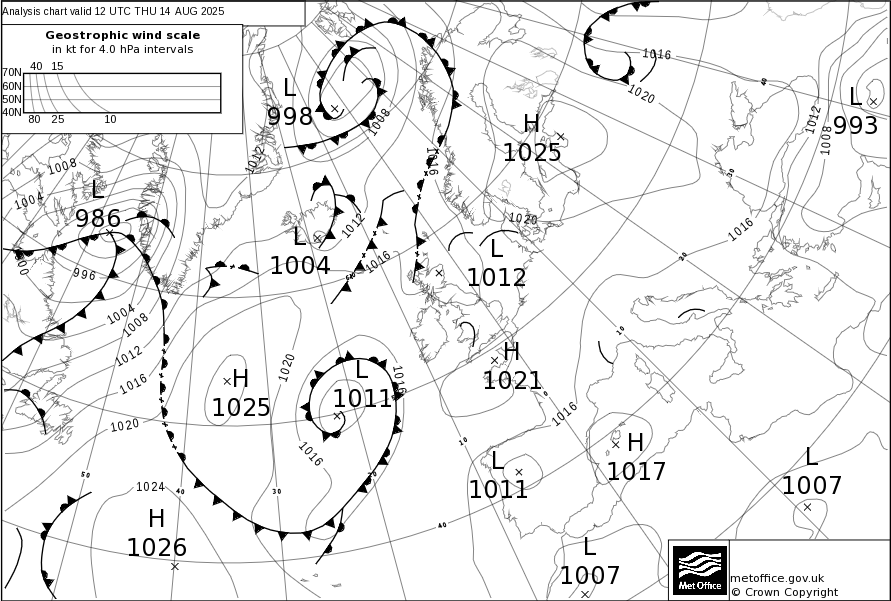 Analysis chart valid 12 UTC THU 14 AUG 2025
Geostrophic wind scale
in kt for 4.0 hPa intervals
40 15
70N
60N
50N
40N
80 25 10
L
998
1008
1012
1016
1016
1020
L
993
1012
1008
40
H
1025
30
1020
1016
20
1008
1004
L
986
996
L
1004
1012
1016
L
1012
1004
1008
1012
1016
1020
H
1025
1020
L
1011
1016
1016
H
1021
10
0
1016
10
H
1017
L
1011
L
1007
50
1024
40
30
40
H
1026
L
1007
Met Office
metoffice.gov.uk
© Crown Copyright